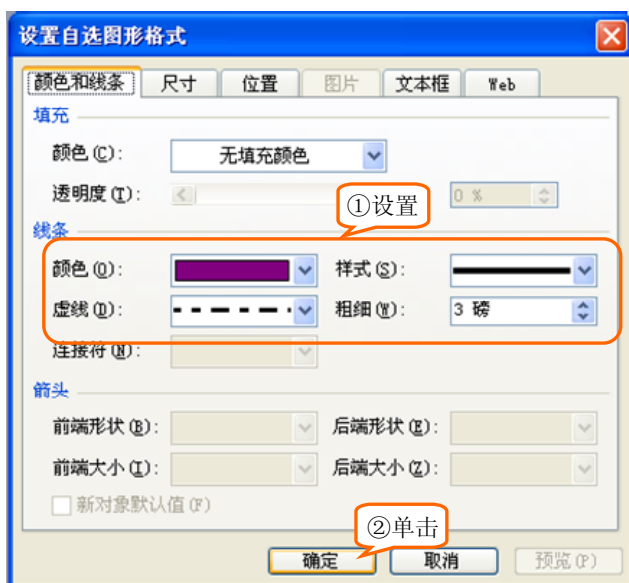 设置自选图形格式
颜色和线条 尺寸 位置 图片 文本框 Web
填充
颜色(C): 无填充颜色
透明度(T): 0 %
①设置
线条
颜色(O): 样式(S):
虚线(D): 粗细(W): 3 磅
连接符(N):
箭头
前端形状(B): 后端形状(E):
前端大小(I): 后端大小(Z):
新对象默认值(F)
②单击
确定 取消 预览(P)